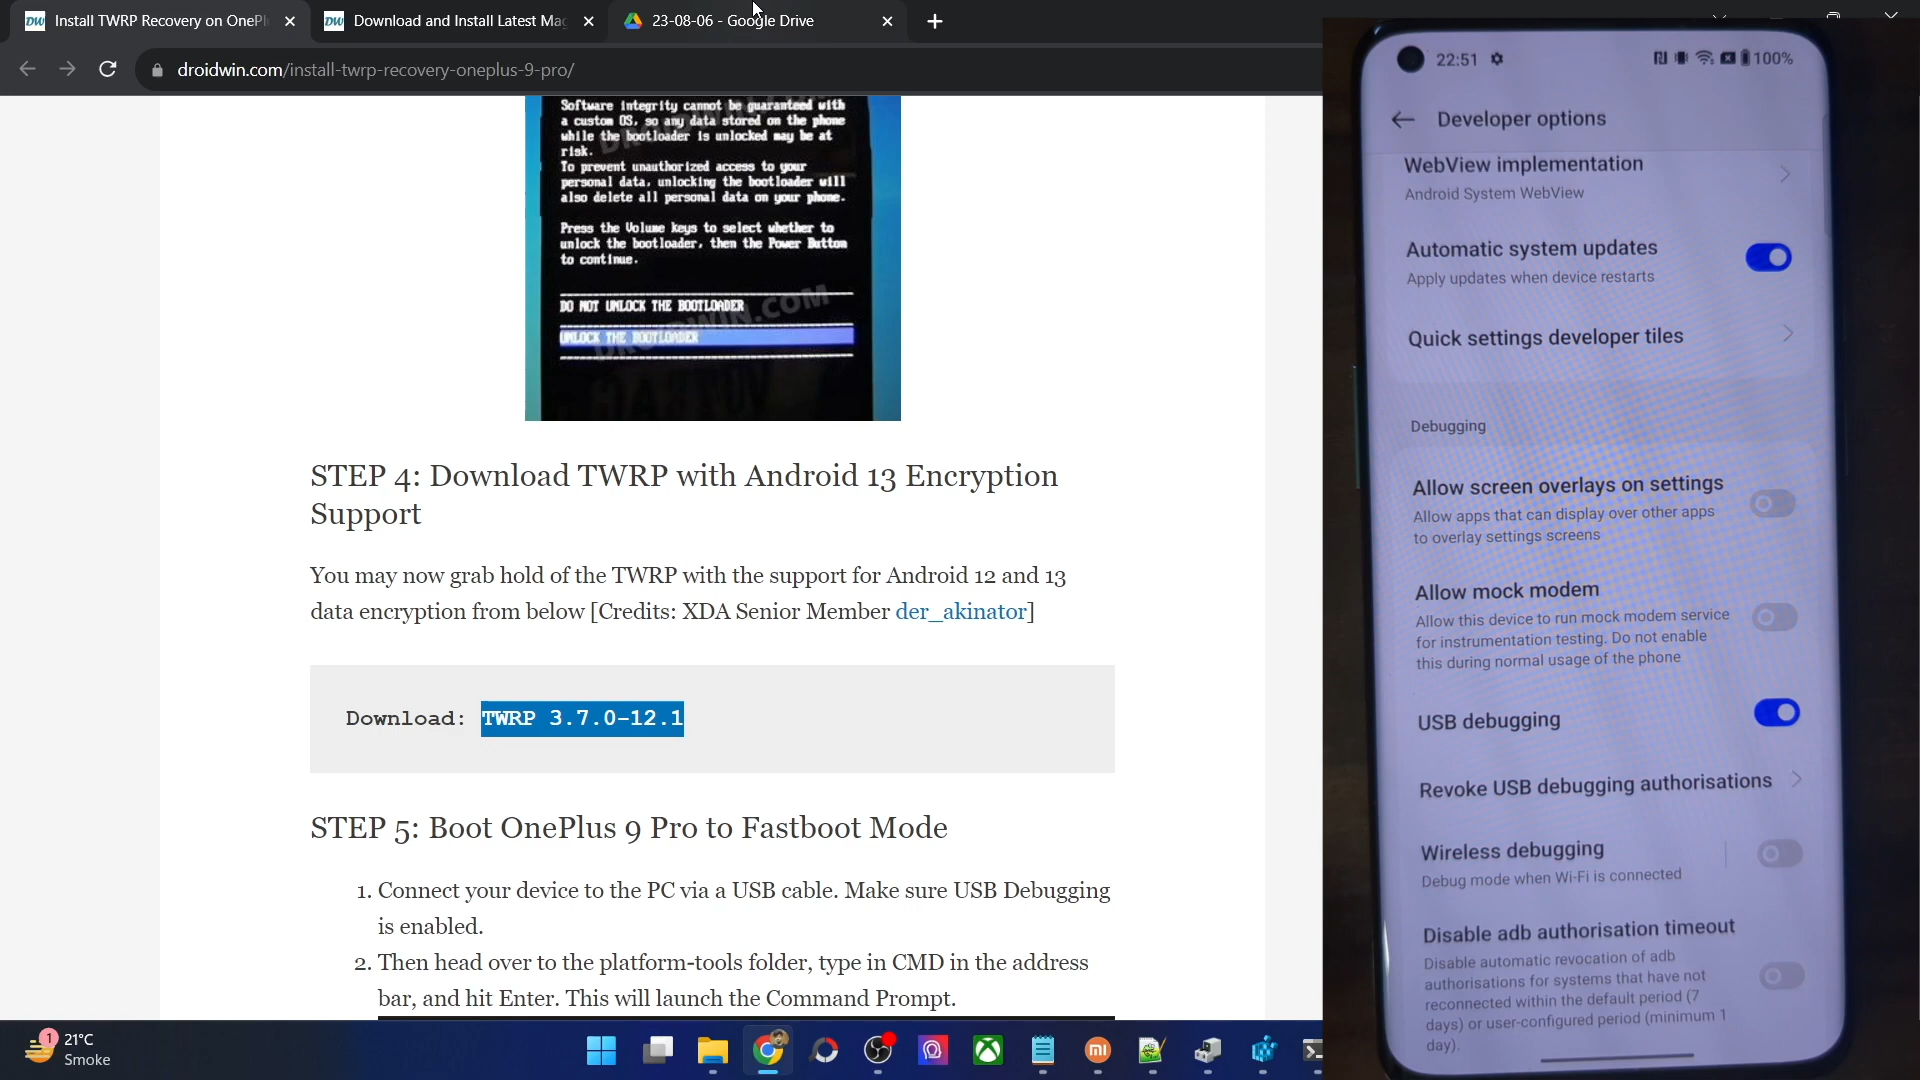 Install TWRP Recovery on OnePl
Download and Install Latest Mag
23-08-06 - Google Drive
droidwin.com/install-twrp-recovery-oneplus-9-pro/
Software integrity cannot be guaranteed with
a custom OS, so any data stored on the phone
while the bootloader is unlocked may be at
risk.
To prevent unauthorized access to your
personal data, unlocking the bootloader will
also delete all personal data on your phone.
Press the Volume keys to select whether to
unlock the bootloader, then the Power Button
to continue.
DO NOT UNLOCK THE BOOTLOADER
UNLOCK THE BOOTLOADER
STEP 4: Download TWRP with Android 13 Encryption
Support
You may now grab hold of the TWRP with the support for Android 12 and 13
data encryption from below [Credits: XDA Senior Member der_akinator]
Download: TWRP 3.7.0-12.1
STEP 5: Boot OnePlus 9 Pro to Fastboot Mode
1. Connect your device to the PC via a USB cable. Make sure USB Debugging
is enabled.
2. Then head over to the platform-tools folder, type in CMD in the address
bar, and hit Enter. This will launch the Command Prompt.
1
21°C
Smoke
22:51
100%
Developer options
WebView implementation
Android System WebView
Automatic system updates
Apply updates when device restarts
Quick settings developer tiles
Debugging
Allow screen overlays on settings
Allow apps that can display over other apps
to overlay settings screens
Allow mock modem
Allow this device to run mock modem service
for instrumentation testing. Do not enable
this during normal usage of the phone
USB debugging
Revoke USB debugging authorisations
Wireless debugging
Debug mode when Wi-Fi is connected
Disable adb authorisation timeout
Disable automatic revocation of adb
authorisations for systems that have not
reconnected within the default period (7
days) or user-configured period (minimum 1
day).